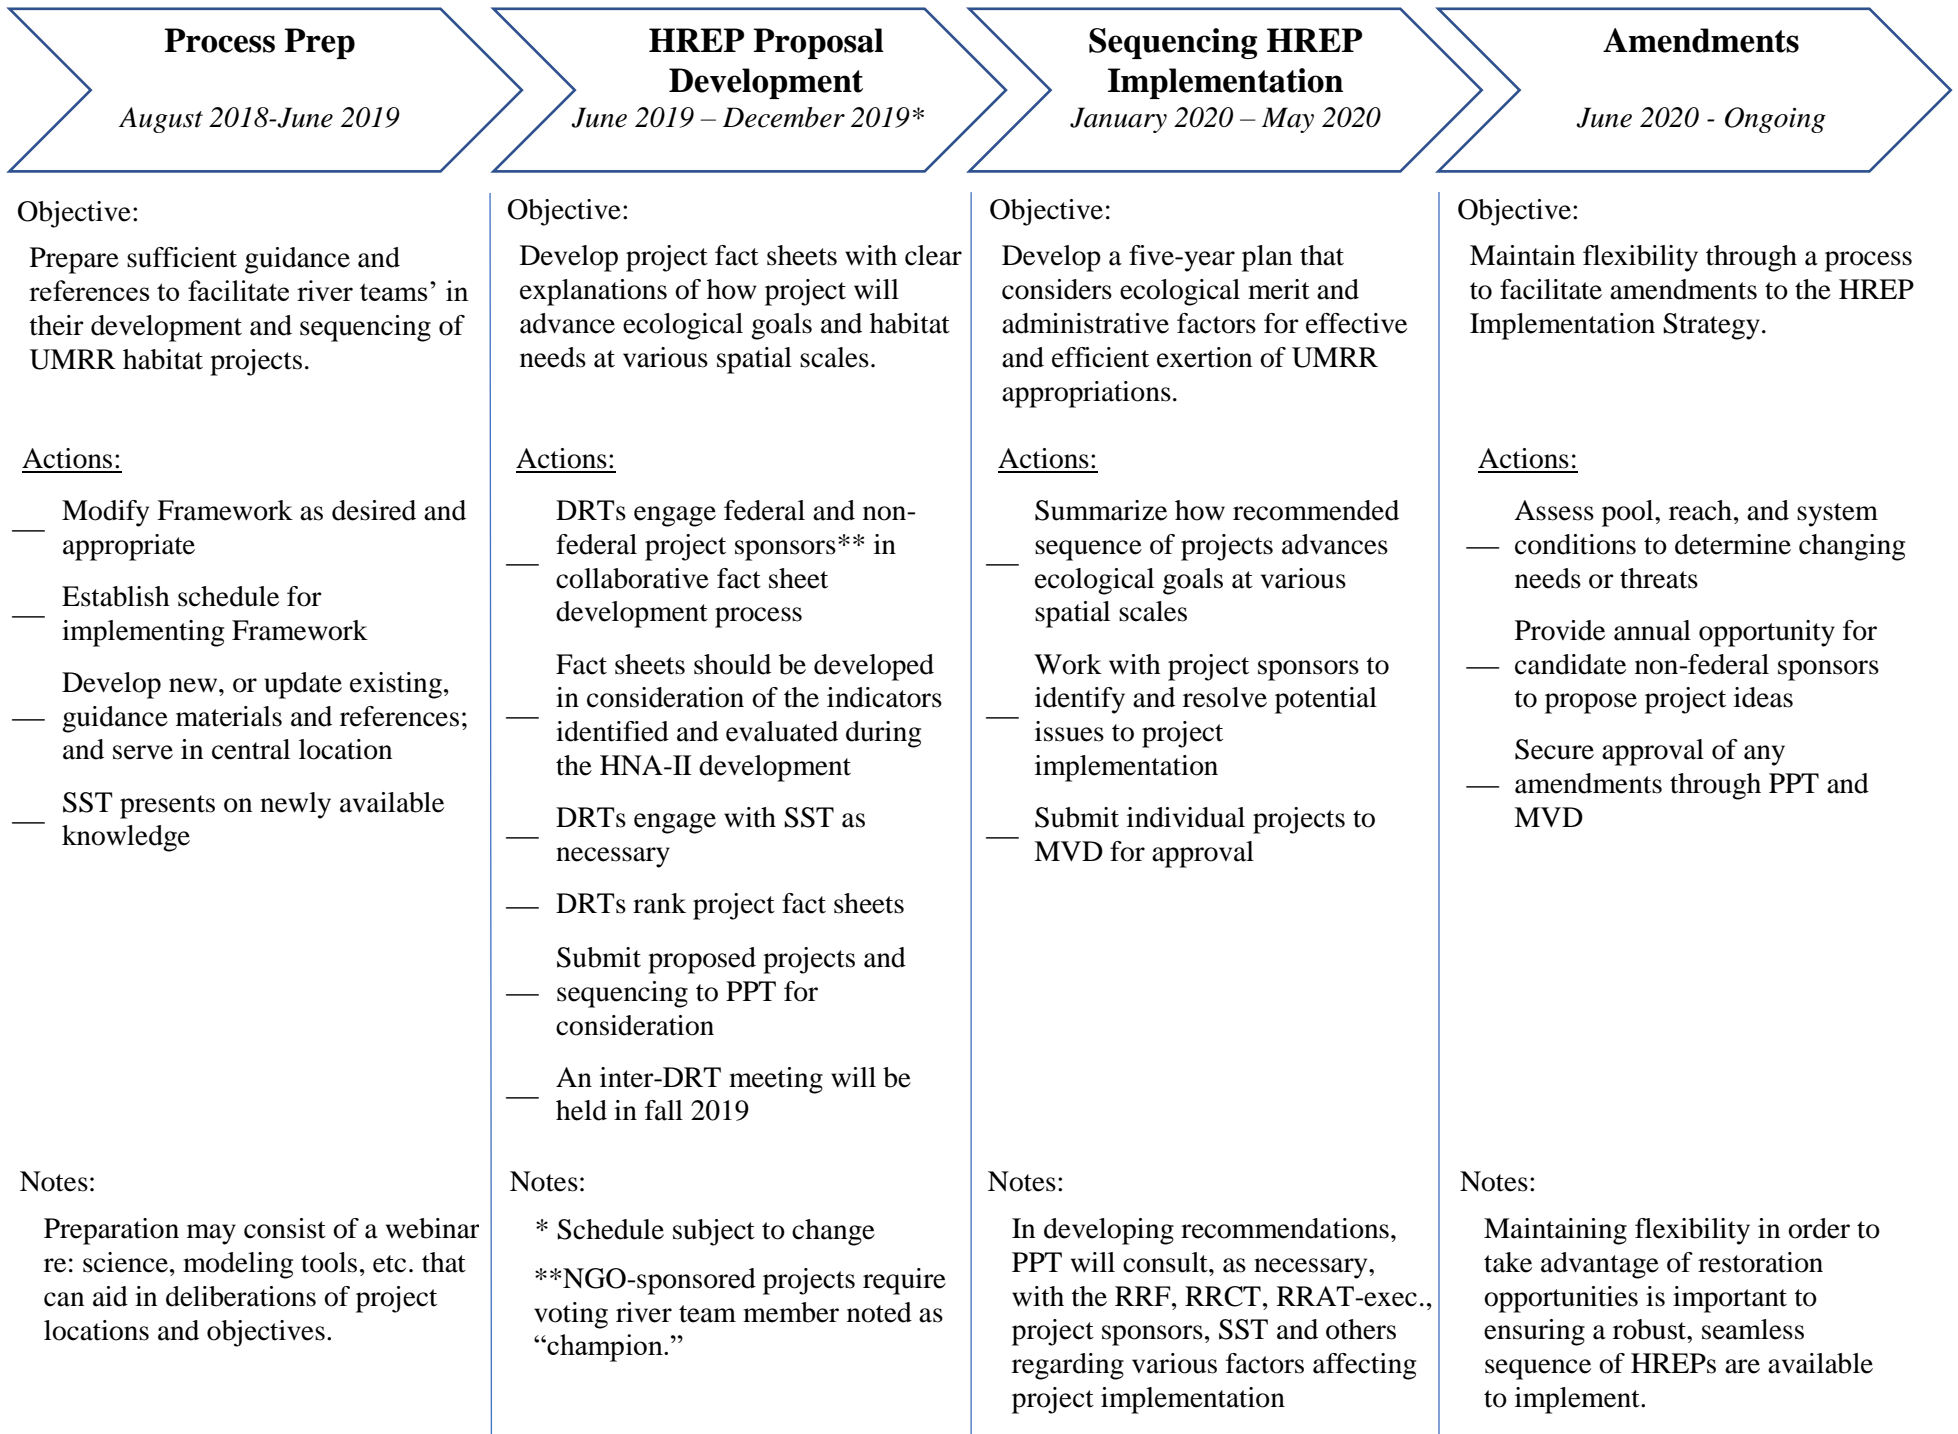 Process Prep
August 2018-June 2019
Objective:
Prepare sufficient guidance and
references to facilitate river teams’ in
their development and sequencing of
UMRR habitat projects.
Actions:
__ Modify Framework as desired and
appropriate
__ Establish schedule for
implementing Framework
__ Develop new, or update existing,
guidance materials and references;
and serve in central location
__ SST presents on newly available
knowledge
Notes:
Preparation may consist of a webinar
re: science, modeling tools, etc. that
can aid in deliberations of project
locations and objectives.
HREP Proposal
Development
June 2019 – December 2019*
Objective:
Develop project fact sheets with clear
explanations of how project will
advance ecological goals and habitat
needs at various spatial scales.
Actions:
__ DRTs engage federal and non-
federal project sponsors** in
collaborative fact sheet
development process
__ Fact sheets should be developed
in consideration of the indicators
identified and evaluated during
the HNA-II development
__ DRTs engage with SST as
necessary
__ DRTs rank project fact sheets
__ Submit proposed projects and
sequencing to PPT for
consideration
__ An inter-DRT meeting will be
held in fall 2019
Notes:
* Schedule subject to change
**NGO-sponsored projects require
voting river team member noted as
“champion.”
Sequencing HREP
Implementation
January 2020 – May 2020
Objective:
Develop a five-year plan that
considers ecological merit and
administrative factors for effective
and efficient exertion of UMRR
appropriations.
Actions:
__ Summarize how recommended
sequence of projects advances
ecological goals at various
spatial scales
__ Work with project sponsors to
identify and resolve potential
issues to project
implementation
__ Submit individual projects to
MVD for approval
Notes:
In developing recommendations,
PPT will consult, as necessary,
with the RRF, RRCT, RRAT-exec.,
project sponsors, SST and others
regarding various factors affecting
project implementation
Amendments
June 2020 - Ongoing
Objective:
Maintain flexibility through a process
to facilitate amendments to the HREP
Implementation Strategy.
Actions:
__ Assess pool, reach, and system
conditions to determine changing
needs or threats
__ Provide annual opportunity for
candidate non-federal sponsors
to propose project ideas
__ Secure approval of any
amendments through PPT and
MVD
Notes:
Maintaining flexibility in order to
take advantage of restoration
opportunities is important to
ensuring a robust, seamless
sequence of HREPs are available
to implement.